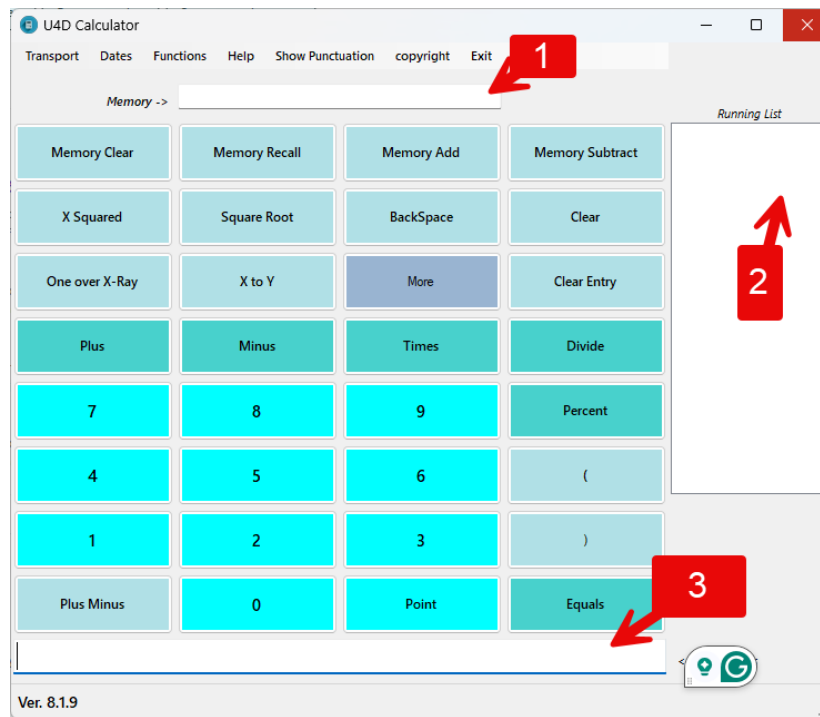 U4D Calculator
Transport Dates Functions Help Show Punctuation copyright Exit
1
Memory ->
Running List
Memory Clear Memory Recall Memory Add Memory Subtract
X Squared Square Root BackSpace Clear
One over X-Ray X to Y More Clear Entry
2
Plus Minus Times Divide
7 8 9 Percent
4 5 6 (
1 2 3 )
Plus Minus 0 Point Equals
3
<
G
Ver. 8.1.9